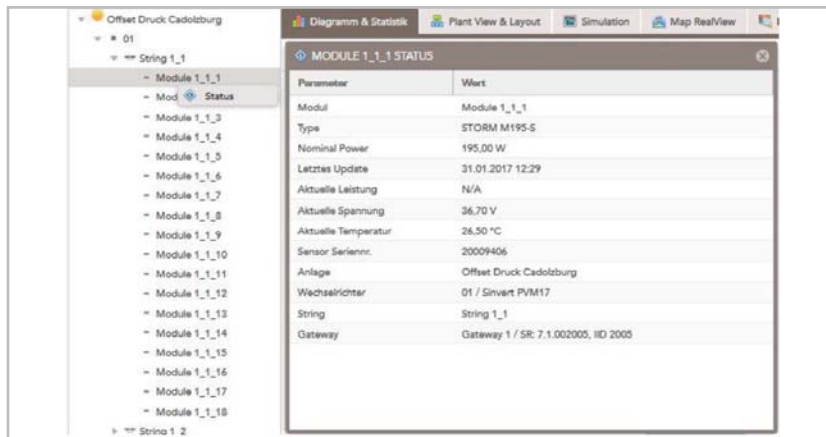 Offset Druck Cadolzburg
01
String 1_1
Module 1_1_1
Mod
Status
Module 1_1_3
Module 1_1_4
Module 1_1_5
Module 1_1_6
Module 1_1_7
Module 1_1_8
Module 1_1_9
Module 1_1_10
Module 1_1_11
Module 1_1_12
Module 1_1_13
Module 1_1_14
Module 1_1_15
Module 1_1_16
Module 1_1_17
Module 1_1_18
String 1_2
Diagramm & Statistik Plant View & Layout Simulation Map RealView
MODULE 1_1_1 STATUS
Parameter Wert
Modul Module 1_1_1
Type STORM M195-S
Nominal Power 195,00 W
Letztes Update 31.01.2017 12:29
Aktuelle Leistung N/A
Aktuelle Spannung 36,70 V
Aktuelle Temperatur 26,50 °C
Sensor Seriennr. 20009406
Anlage Offset Druck Cadolzburg
Wechselrichter 01 / Sinvert PVM17
String String 1_1
Gateway Gateway 1 / SR: 7.1.002005, IID 2005